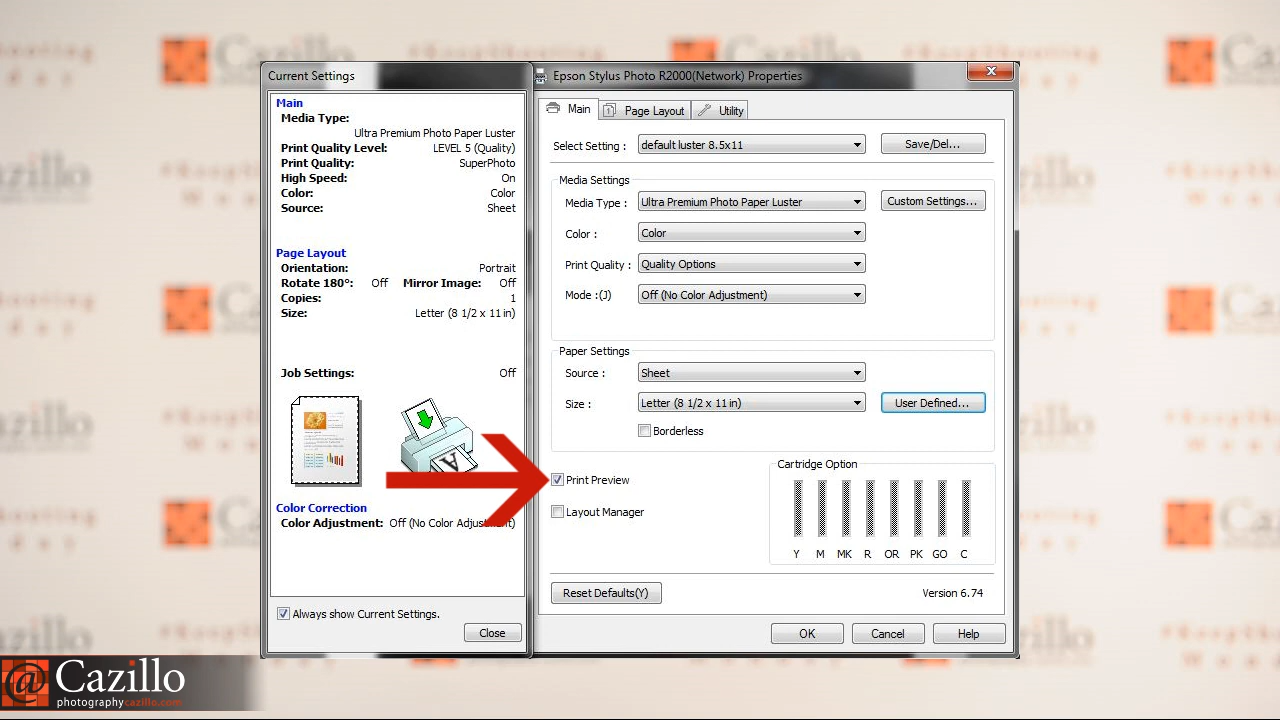 Current Settings
Main
Media Type:
Ultra Premium Photo Paper Luster
Print Quality Level: LEVEL 5 (Quality)
Print Quality: SuperPhoto
High Speed: On
Color: Color
Source: Sheet
Page Layout
Orientation: Portrait
Rotate 180°: Off Mirror Image: Off
Copies: 1
Size: Letter (8 1/2 x 11 in)
Job Settings: Off
Color Correction
Color Adjustment: Off (No Color
Always show Current Settings.
Close
Epson Stylus Photo R2000(Network) Properties
Main Page Layout Utility
Select Setting : default luster 8.5x11 Save/Del...
Media Settings
Media Type : Ultra Premium Photo Paper Luster Custom Settings...
Color : Color
Print Quality : Quality Options
Mode :(J) Off (No Color Adjustment)
Paper Settings
Source : Sheet
Size : Letter (8 1/2 x 11 in) User Defined...
Borderless
Print Preview
Layout Manager
Cartridge Option
Y M MK R OR PK GO C
Reset Defaults(Y) Version 6.74
OK Cancel Help
@ Cazillo
photographycazillo.com